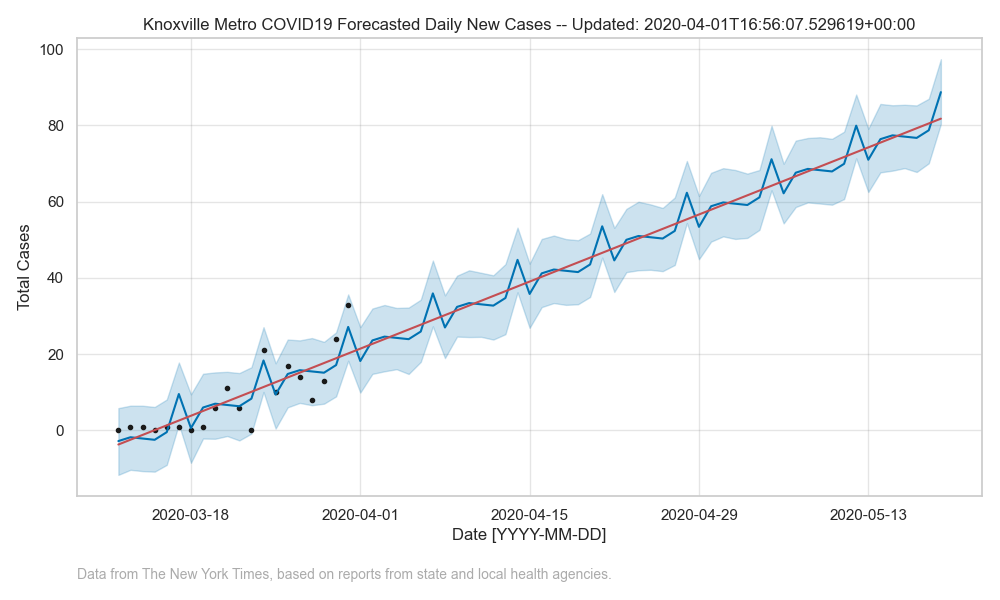 Knoxville Metro COVID19 Forecasted Daily New Cases -- Updated: 2020-04-01T16:56:07.529619+00:00
100
80
60
40
20
0
Total Cases
2020-03-18 2020-04-01 2020-04-15 2020-04-29 2020-05-13
Date [YYYY-MM-DD]
Data from The New York Times, based on reports from state and local health agencies.